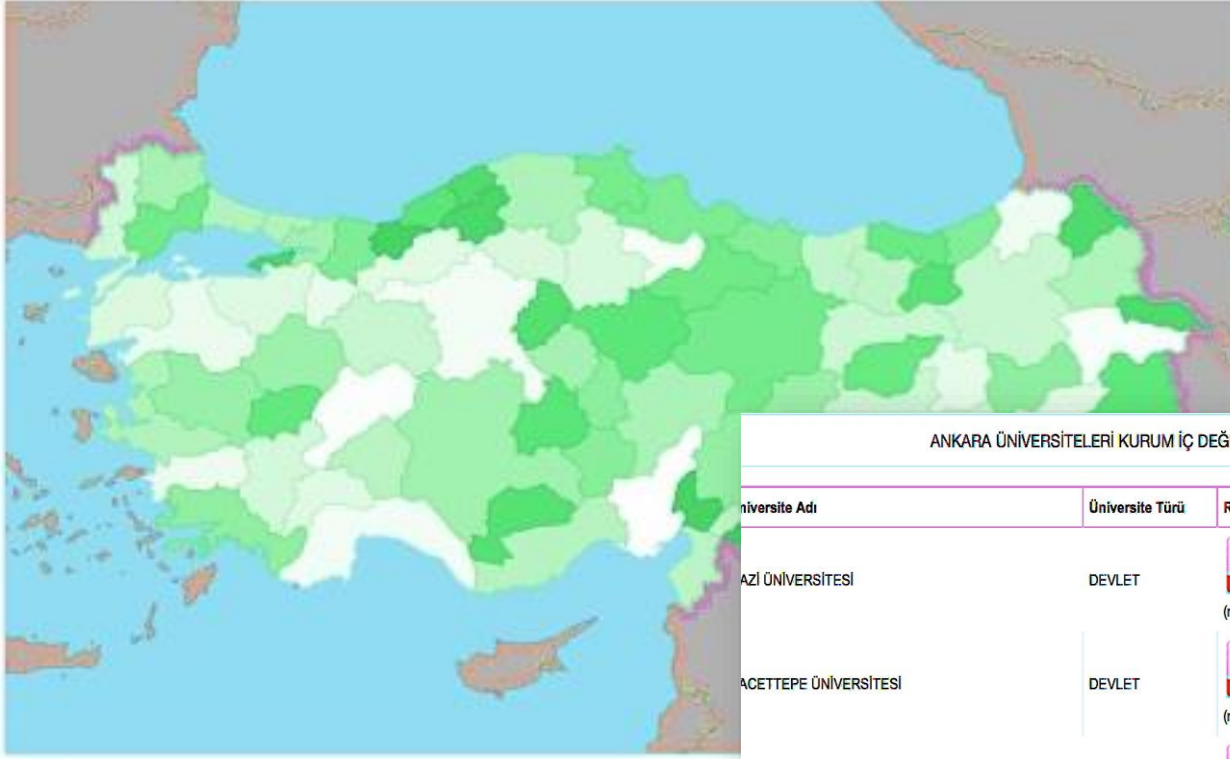 ANKARA ÜNİVERSİTELERİ KURUM İÇ DEĞ
niversite Adı Üniversite Türü R
AZİ ÜNİVERSİTESİ DEVLET
(r
ACETTEPE ÜNİVERSİTESİ DEVLET
(r